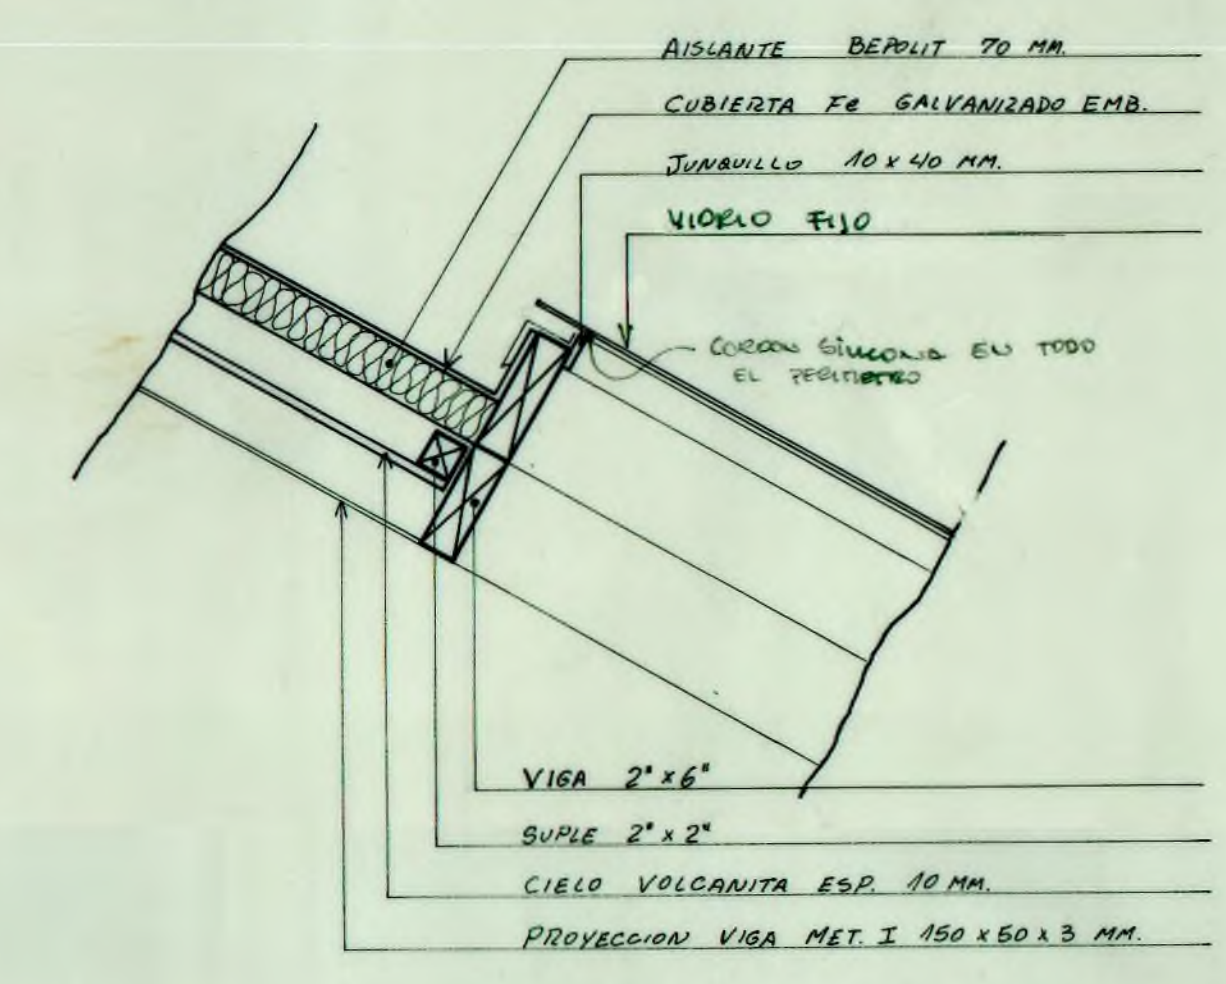 AISLANTE BEPOLIT 70 MM.
CUBIERTA Fe GALVANIZADO EMB.
JUNQUILLO 10 x 40 MM.
VIDRIO FIJO
CORDON SILICONA EN TODO
EL PERIMETRO
VIGA 2" x 6"
SUPLE 2" x 2"
CIELO VOLCANITA ESP. 10 MM.
PROYECCION VIGA MET. I 150 x 50 x 3 MM.